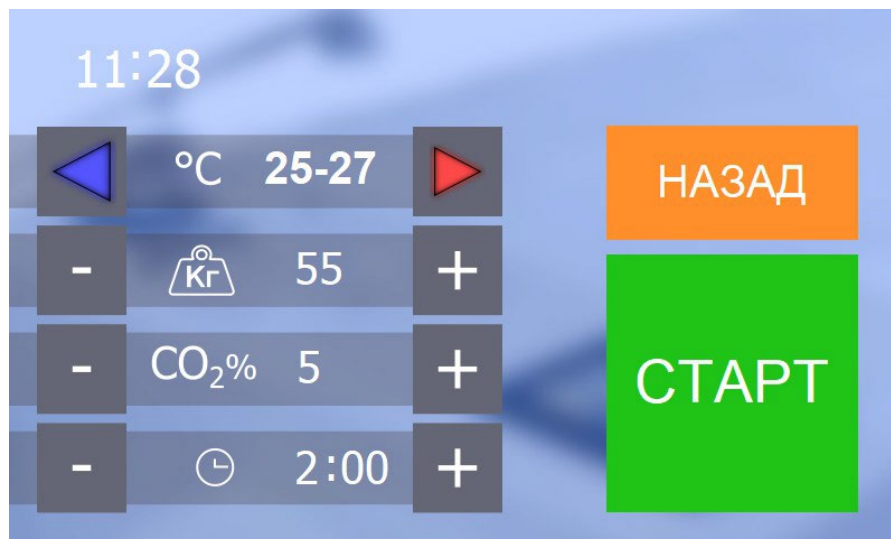 11:28
°C 25-27
НАЗАД
- Кг 55 +
- CO₂% 5 +
СТАРТ
- 2:00 +